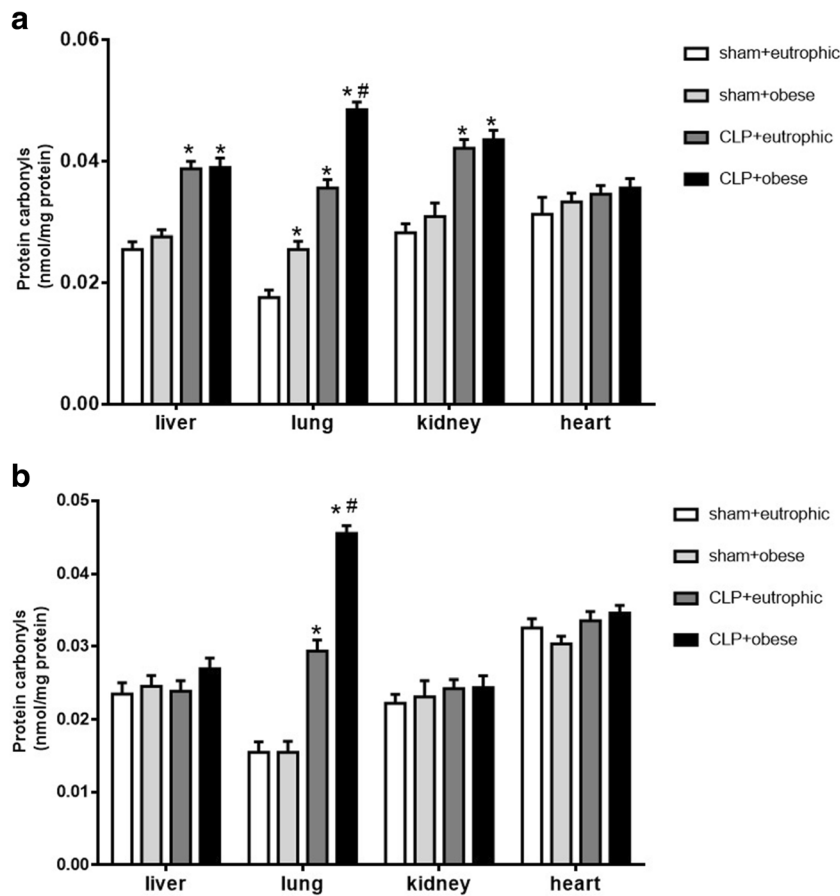 a
0.06
0.04
0.02
0.00
Protein carbonyls
(nmol/mg protein)
* *
* * * #
* *
liver lung kidney heart
sham+eutrophic
sham+obese
CLP+eutrophic
CLP+obese
b
0.05
0.04
0.03
0.02
0.01
0.00
Protein carbonyls
(nmol/mg protein)
* * #
liver lung kidney heart
sham+eutrophic
sham+obese
CLP+eutrophic
CLP+obese